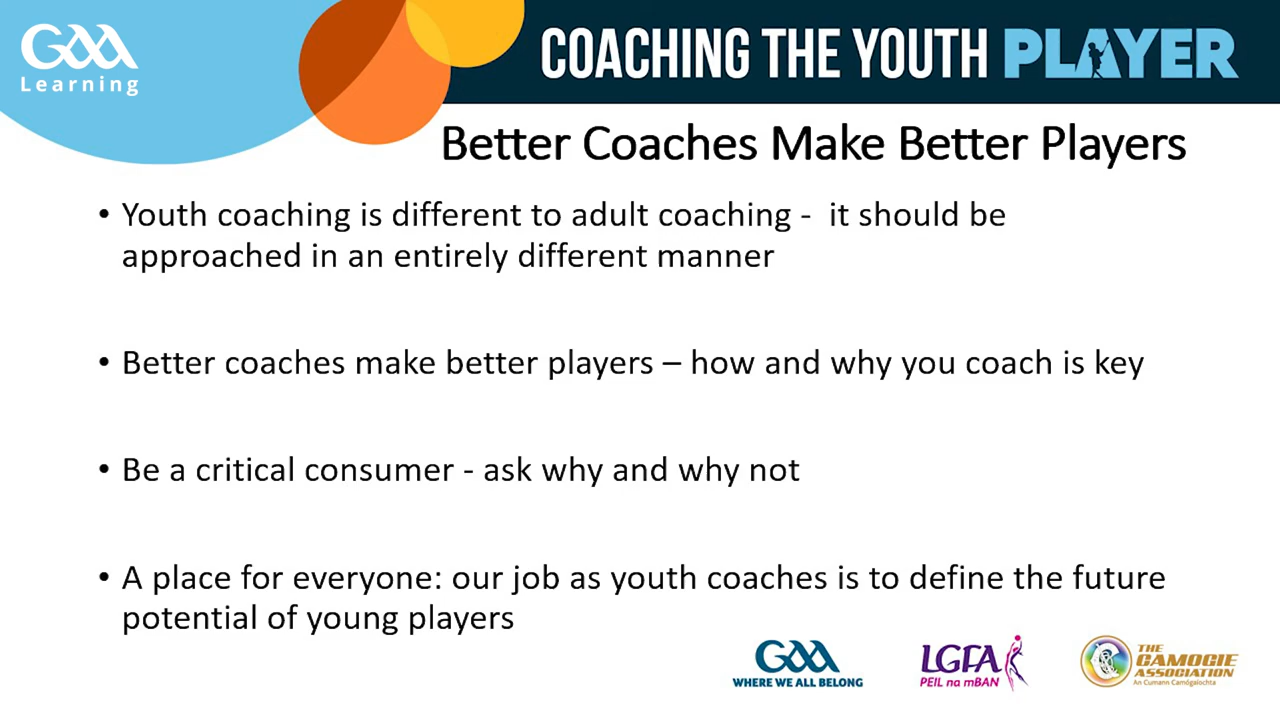 GAA
Learning
COACHING THE YOUTH PLAYER
Better Coaches Make Better Players
• Youth coaching is different to adult coaching -  it should be
approached in an entirely different manner
• Better coaches make better players – how and why you coach is key
• Be a critical consumer - ask why and why not
• A place for everyone: our job as youth coaches is to define the future
potential of young players
GAA
WHERE WE ALL BELONG
LGFA
PEIL na mBAN
THE
CAMOGIE
ASSOCIATION
An Cumann Camógaíochta